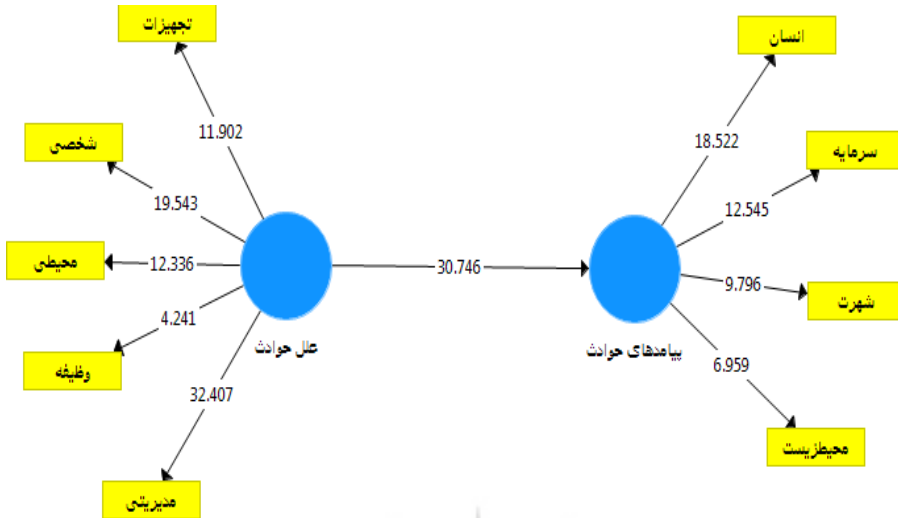 تجهیزات
انسان
11.902
18.522
شخصی
سرمایه
19.543
12.545
محیطی
12.336
30.746
9.796
شهرت
4.241
وظیفه
علل حوادث
پیامدهای حوادث
6.959
32.407
محیطزیست
مدیریتی